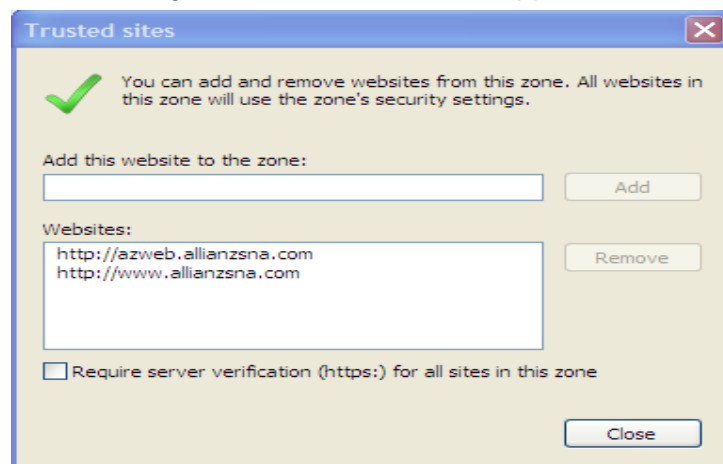 Trusted sites
You can add and remove websites from this zone. All websites in
this zone will use the zone's security settings.
Add this website to the zone:
Add
Websites:
http://azweb.allianzsna.com
http://www.allianzsna.com
Remove
Require server verification (https:) for all sites in this zone
Close